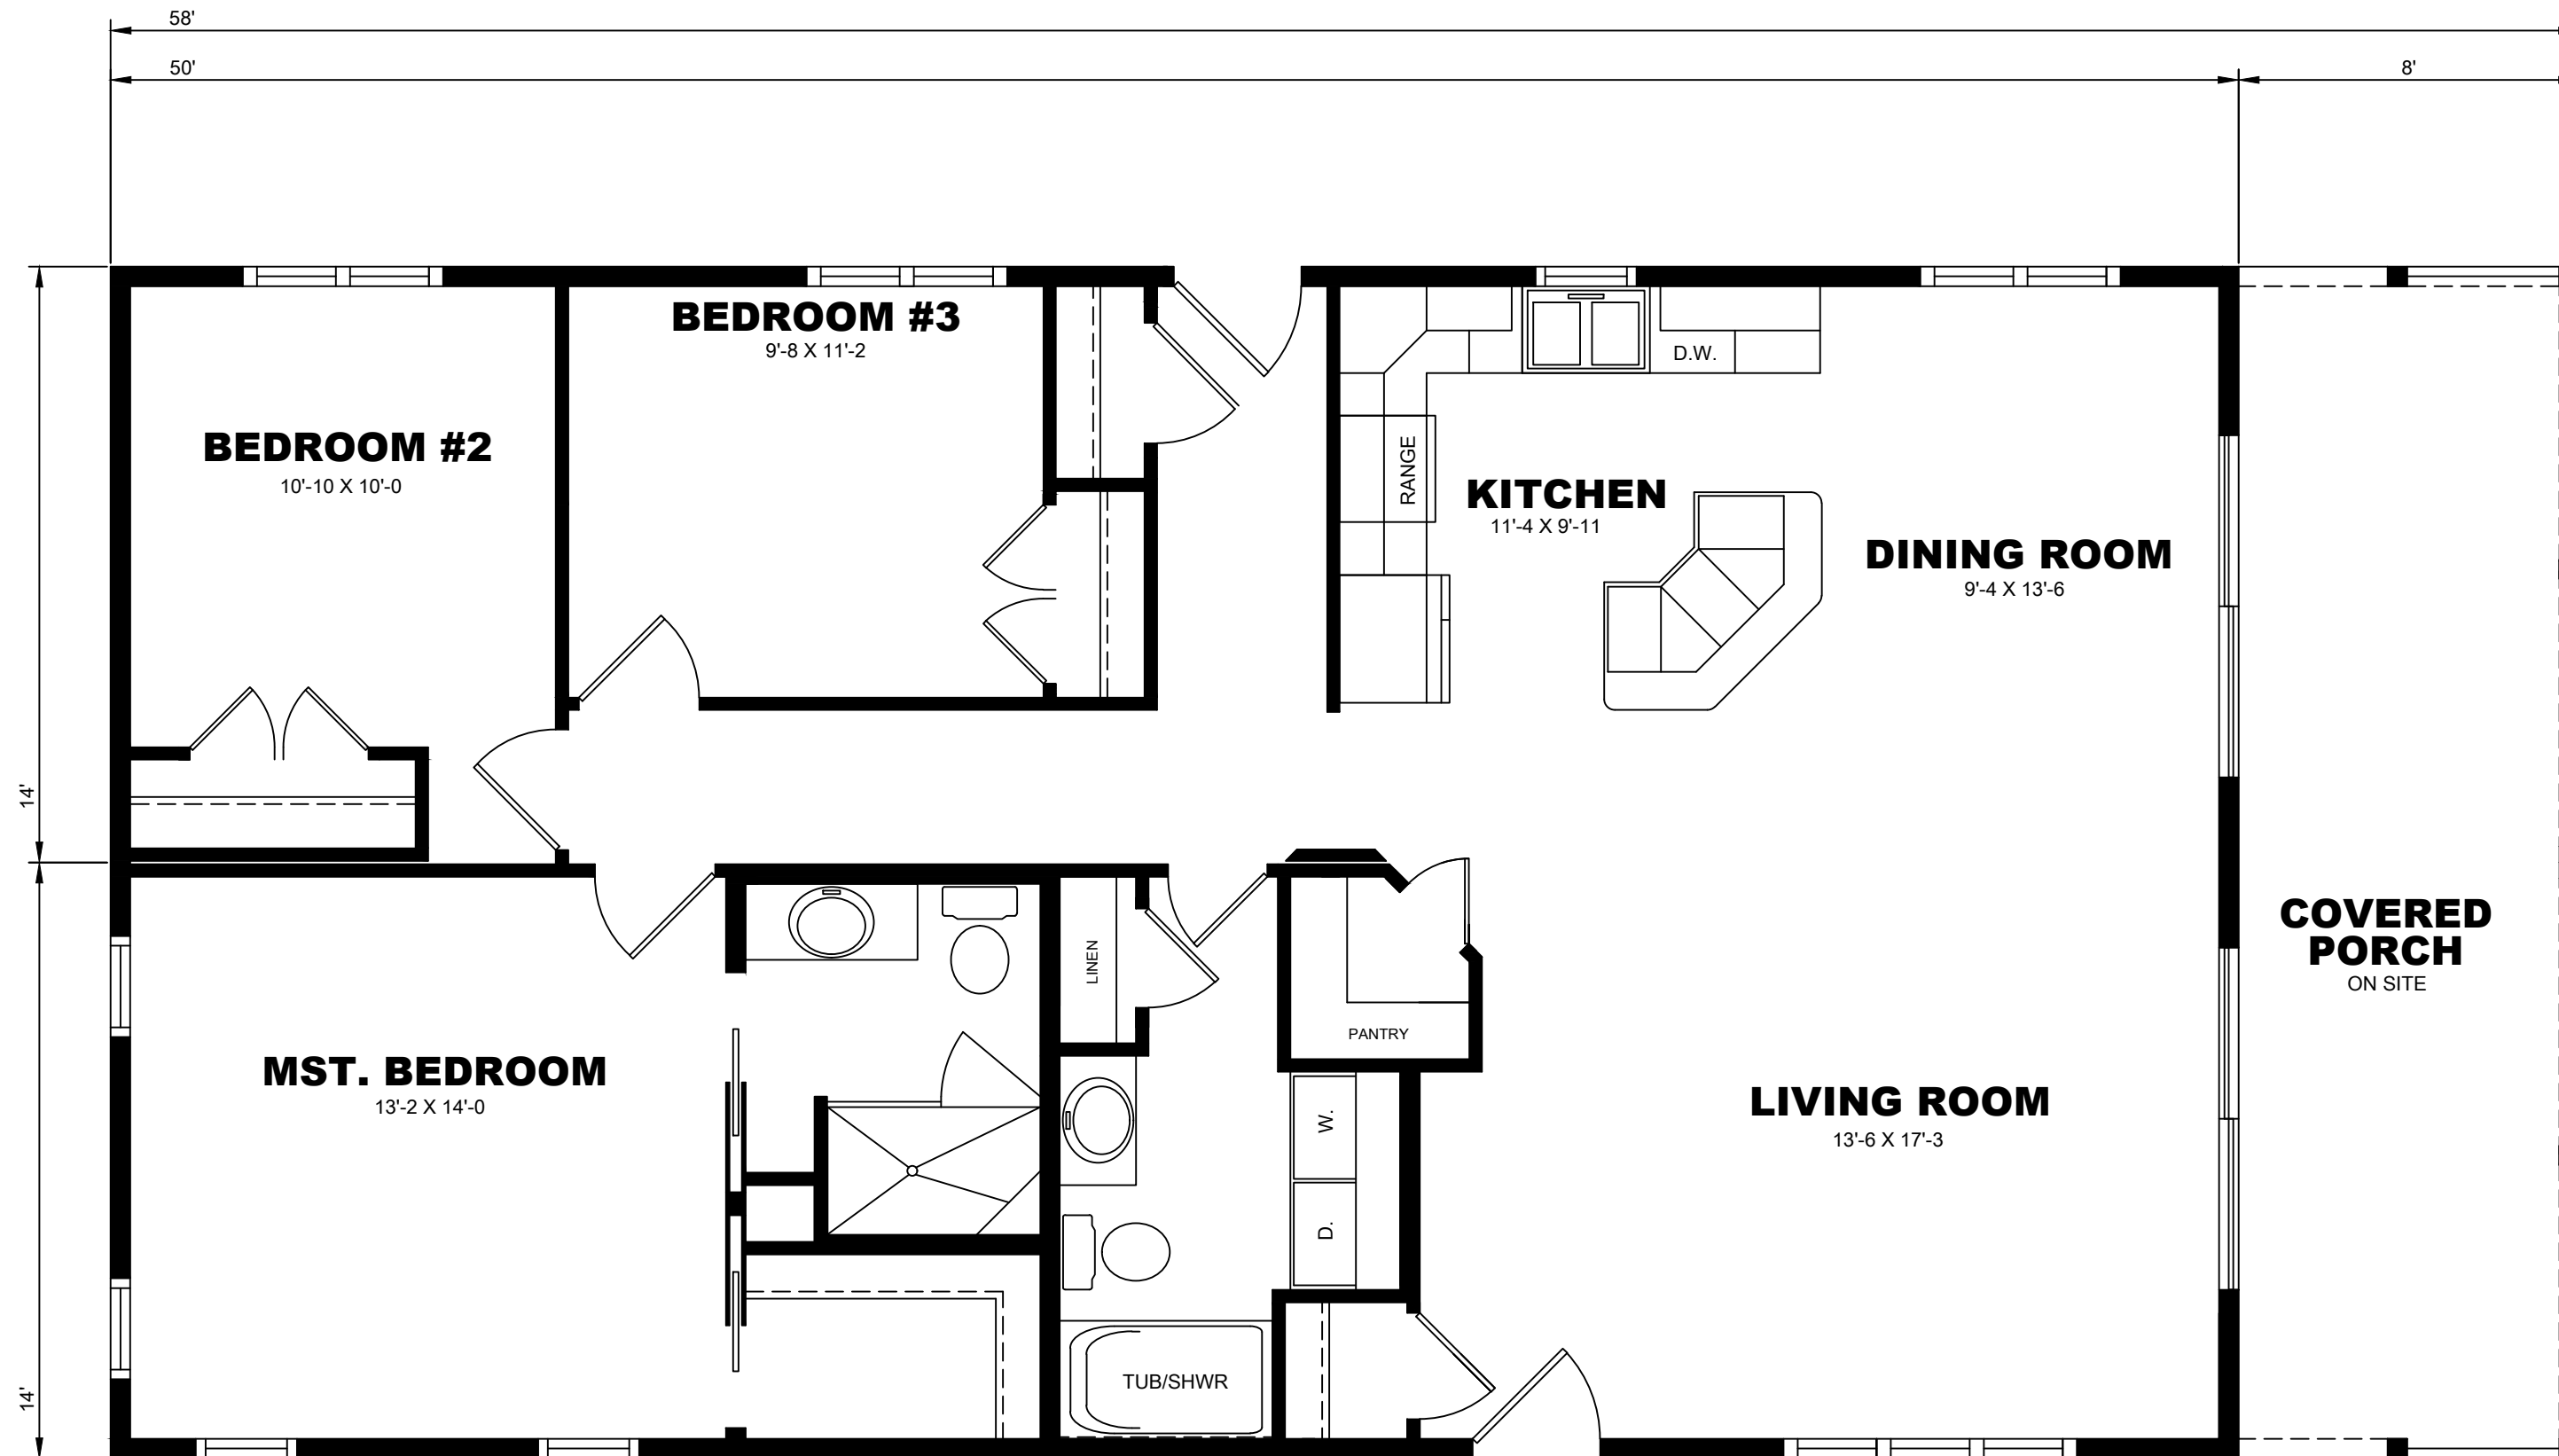 58'
50'
8'
BEDROOM #3
9'-8 X 11'-2
D.W.
BEDROOM #2
10'-10 X 10'-0
RANGE
KITCHEN
11'-4 X 9'-11
DINING ROOM
9'-4 X 13'-6
14'
COVERED
PORCH
ON SITE
LINEN
PANTRY
MST. BEDROOM
13'-2 X 14'-0
W.
LIVING ROOM
13'-6 X 17'-3
D.
TUB/SHWR
14'